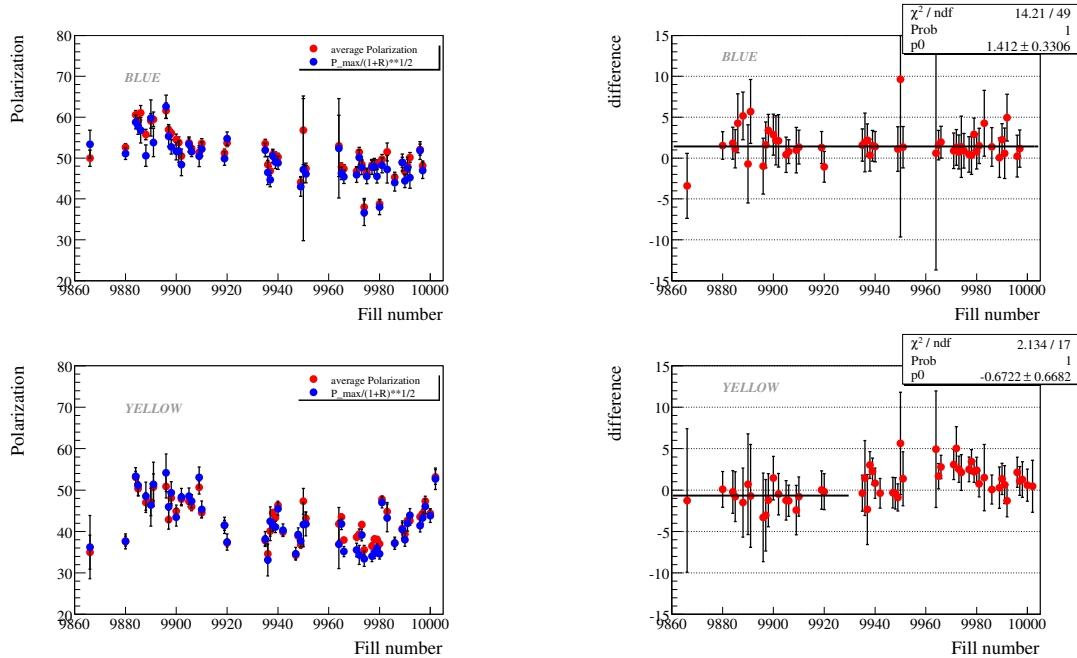 Polarization
80
70
60
50
40
30
20
BLUE
average Polarization
P_max/(1+R)**1/2
9860 9880 9900 9920 9940 9960 9980 10000
Fill number
difference
15
10
5
0
-5
-10
-15
BLUE
χ² / ndf 14.21 / 49
Prob 1
p0 1.412 ± 0.3306
9860 9880 9900 9920 9940 9960 9980 10000
Fill number
Polarization
80
70
60
50
40
30
20
YELLOW
average Polarization
P_max/(1+R)**1/2
9860 9880 9900 9920 9940 9960 9980 10000
Fill number
difference
15
10
5
0
-5
-10
-15
YELLOW
χ² / ndf 2.134 / 17
Prob 1
p0 -0.6722 ± 0.6682
9860 9880 9900 9920 9940 9960 9980 10000
Fill number